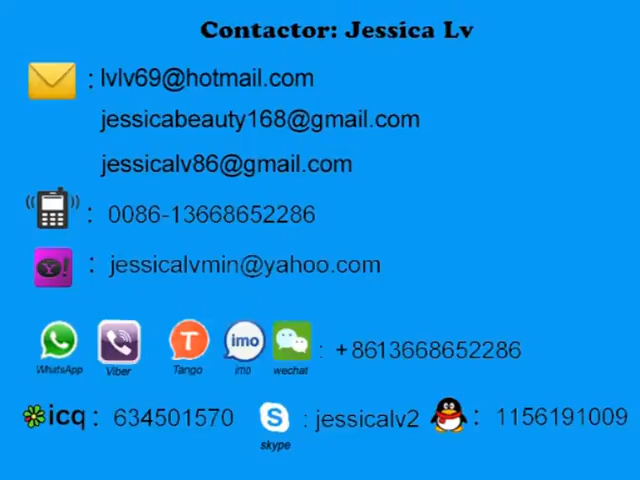 Contactor: Jessica Lv
: lvlv69@hotmail.com
jessicabeauty168@gmail.com
jessicalv86@gmail.com
: 0086-13668652286
Y!
: jessicalvmin@yahoo.com
T imo
: +8613668652286
WhatsApp Viber Tango imo wechat
icq : 634501570 S : jessicalv2 : 1156191009
skype